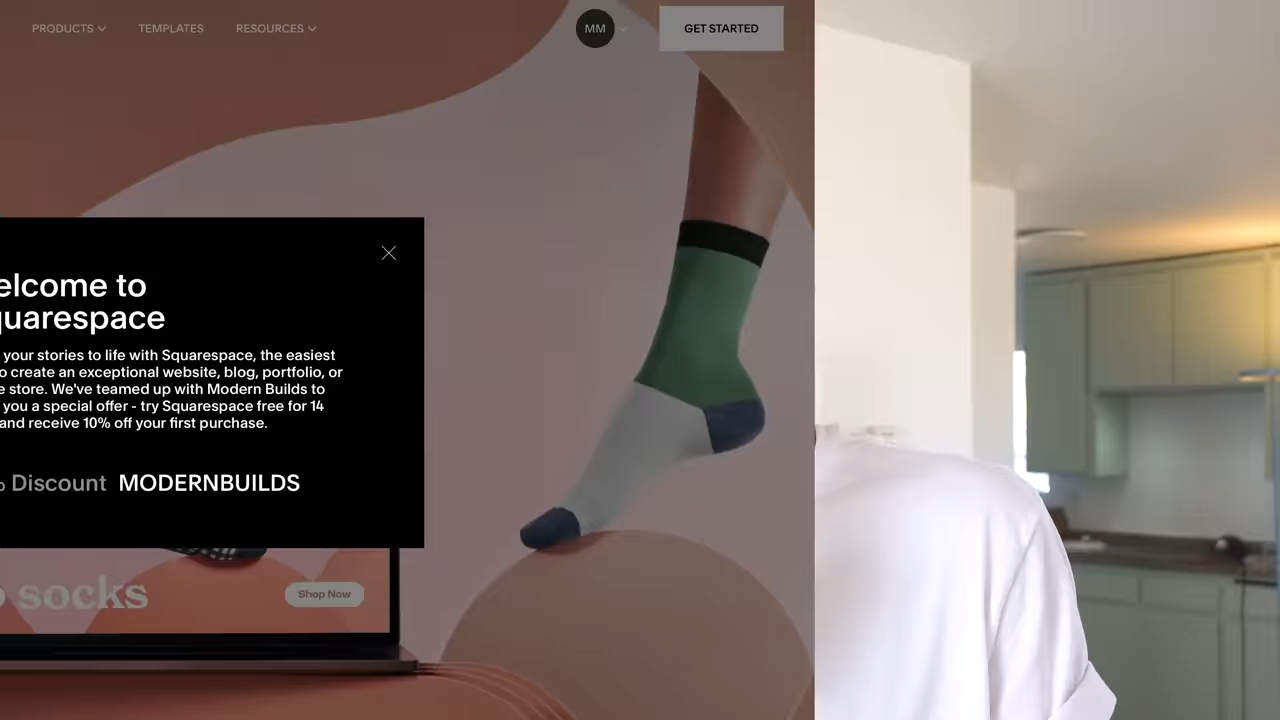 PRODUCTS
TEMPLATES
RESOURCES
MM
GET STARTED
elcome to
quarespace
your stories to life with Squarespace, the easiest
o create an exceptional website, blog, portfolio, or
e store. We've teamed up with Modern Builds to
you a special offer - try Squarespace free for 14
and receive 10% off your first purchase.
Discount MODERNBUILDS
socks
Shop Now